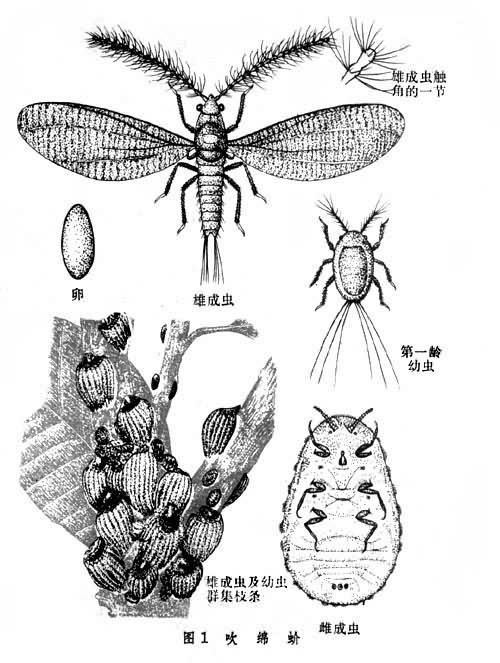 雄成虫触
角的一节
卵
雄成虫
第一龄
幼虫
雄成虫及幼虫
群集枝条
雌成虫
图1 吹 绵 蚧